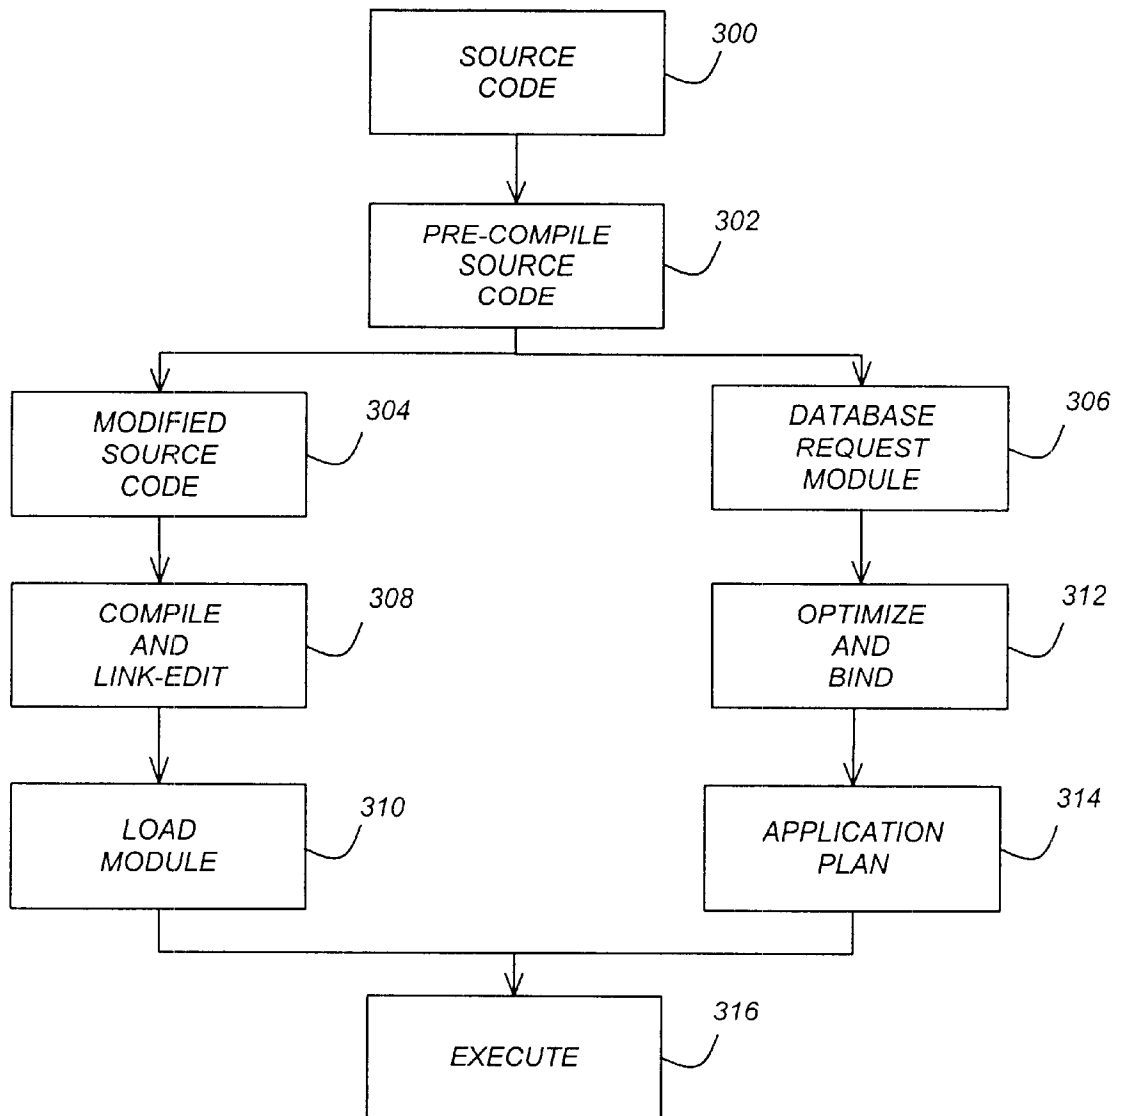 SOURCE
CODE
300
PRE-COMPILE
SOURCE
CODE
302
MODIFIED
SOURCE
CODE
304
DATABASE
REQUEST
MODULE
306
COMPILE
AND
LINK-EDIT
308
OPTIMIZE
AND
BIND
312
LOAD
MODULE
310
APPLICATION
PLAN
314
EXECUTE
316